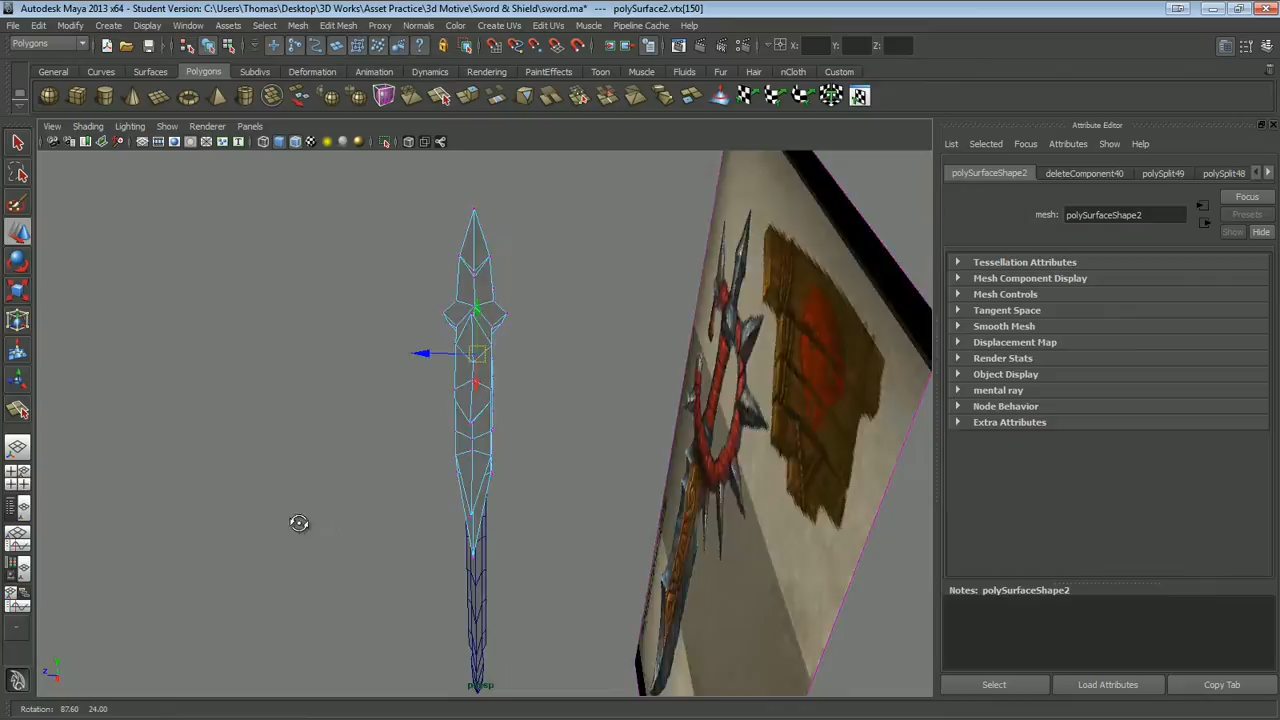 Autodesk Maya 2013 x64 - Student Version: C:\Users\Thomas\Desktop\3D Works\Asset Practice\3d Motive\Sword & Shield\sword.ma* --- polySurface2.vtx[150]
File Edit Modify Create Display Window Assets Select Mesh Edit Mesh Proxy Normals Color Create UVs Edit UVs Muscle Pipeline Cache Help
Polygons X: Y: Z:
General Curves Surfaces Polygons Subdivs Deformation Animation Dynamics Rendering PaintEffects Toon Muscle Fluids Fur Hair nCloth Custom
View Shading Lighting Show Renderer Panels
Attribute Editor
List Selected Focus Attributes Show Help
polySurfaceShape2 deleteComponent40 polySplit49 polySplit48
Focus
mesh: polySurfaceShape2
Presets
Show Hide
Tessellation Attributes
Mesh Component Display
Mesh Controls
Tangent Space
Smooth Mesh
Displacement Map
Render Stats
Object Display
mental ray
Node Behavior
Extra Attributes
Notes: polySurfaceShape2
persp
Select Load Attributes Copy Tab
Rotation: 87.60 24.00